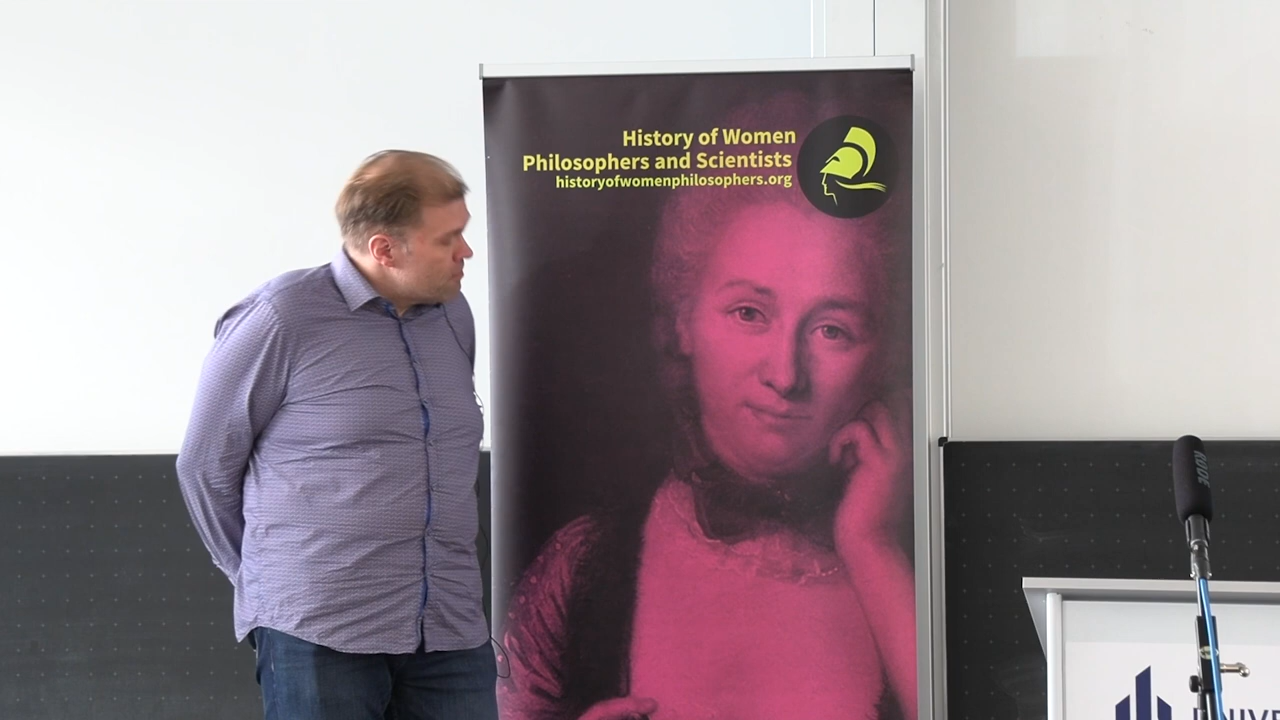 History of Women
Philosophers and Scientists
historyofwomenphilosophers.org
RODE